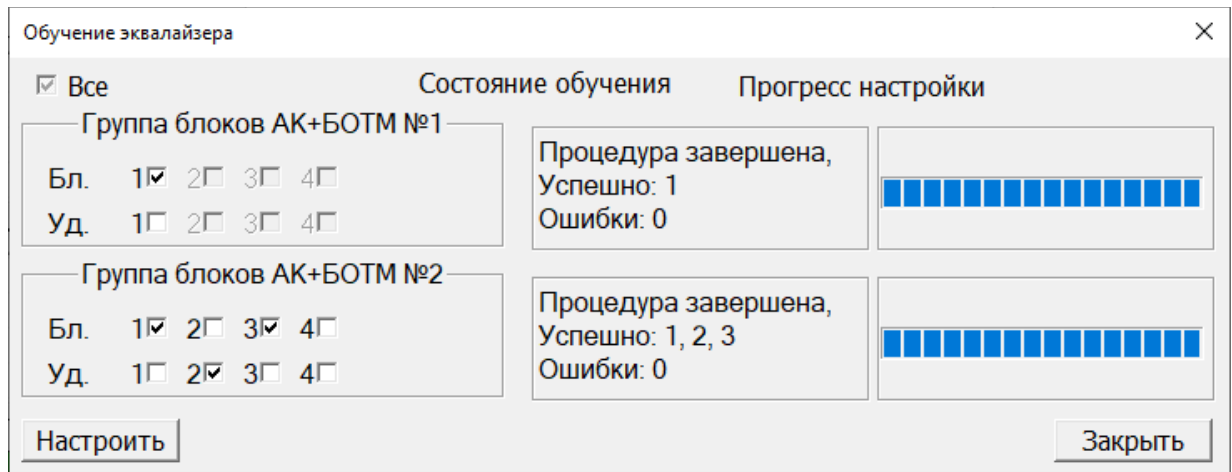 Обучение эквалайзера
Все Состояние обучения Прогресс настройки
Группа блоков АК+БОТМ №1
Бл. 1 2 3 4
Уд. 1 2 3 4
Процедура завершена,
Успешно: 1
Ошибки: 0
Группа блоков АК+БОТМ №2
Бл. 1 2 3 4
Уд. 1 2 3 4
Процедура завершена,
Успешно: 1, 2, 3
Ошибки: 0
Настроить Закрыть